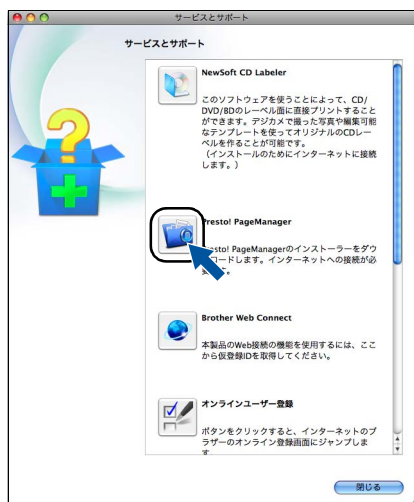 サービスとサポート
サービスとサポート
NewSoft CD Labeler
このソフトウェアを使うことによって、CD/
DVD/BDのレーベル面に直接プリントすること
ができます。デジカメで撮った写真や編集可能
なテンプレートを使ってオリジナルのCDレー
ベルを作ることが可能です。
（インストールのためにインターネットに接続
します。）
Presto! PageManager
Presto! PageManagerのインストーラーをダウ
ロードします。インターネットへの接続が必
です。
Brother Web Connect
本製品のWeb接続の機能を使用するには、ここ
から仮登録IDを取得してください。
オンラインユーザー登録
ボタンをクリックすると、インターネットのブ
ラザーのオンライン登録画面にジャンプしま
す。
閉じる